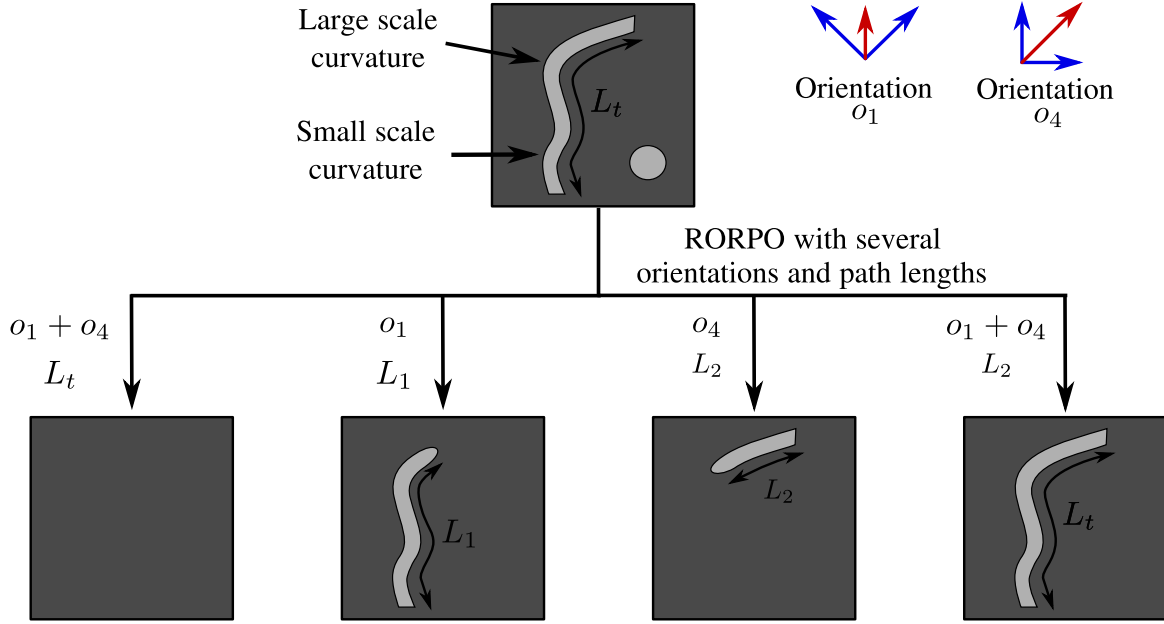 Large scale
curvature
Small scale
curvature
L_t
Orientation
o_1
Orientation
o_4
RORPO with several
orientations and path lengths
o_1 + o_4
L_t
o_1
L_1
o_4
L_2
o_1 + o_4
L_2
L_1
L_2
L_t